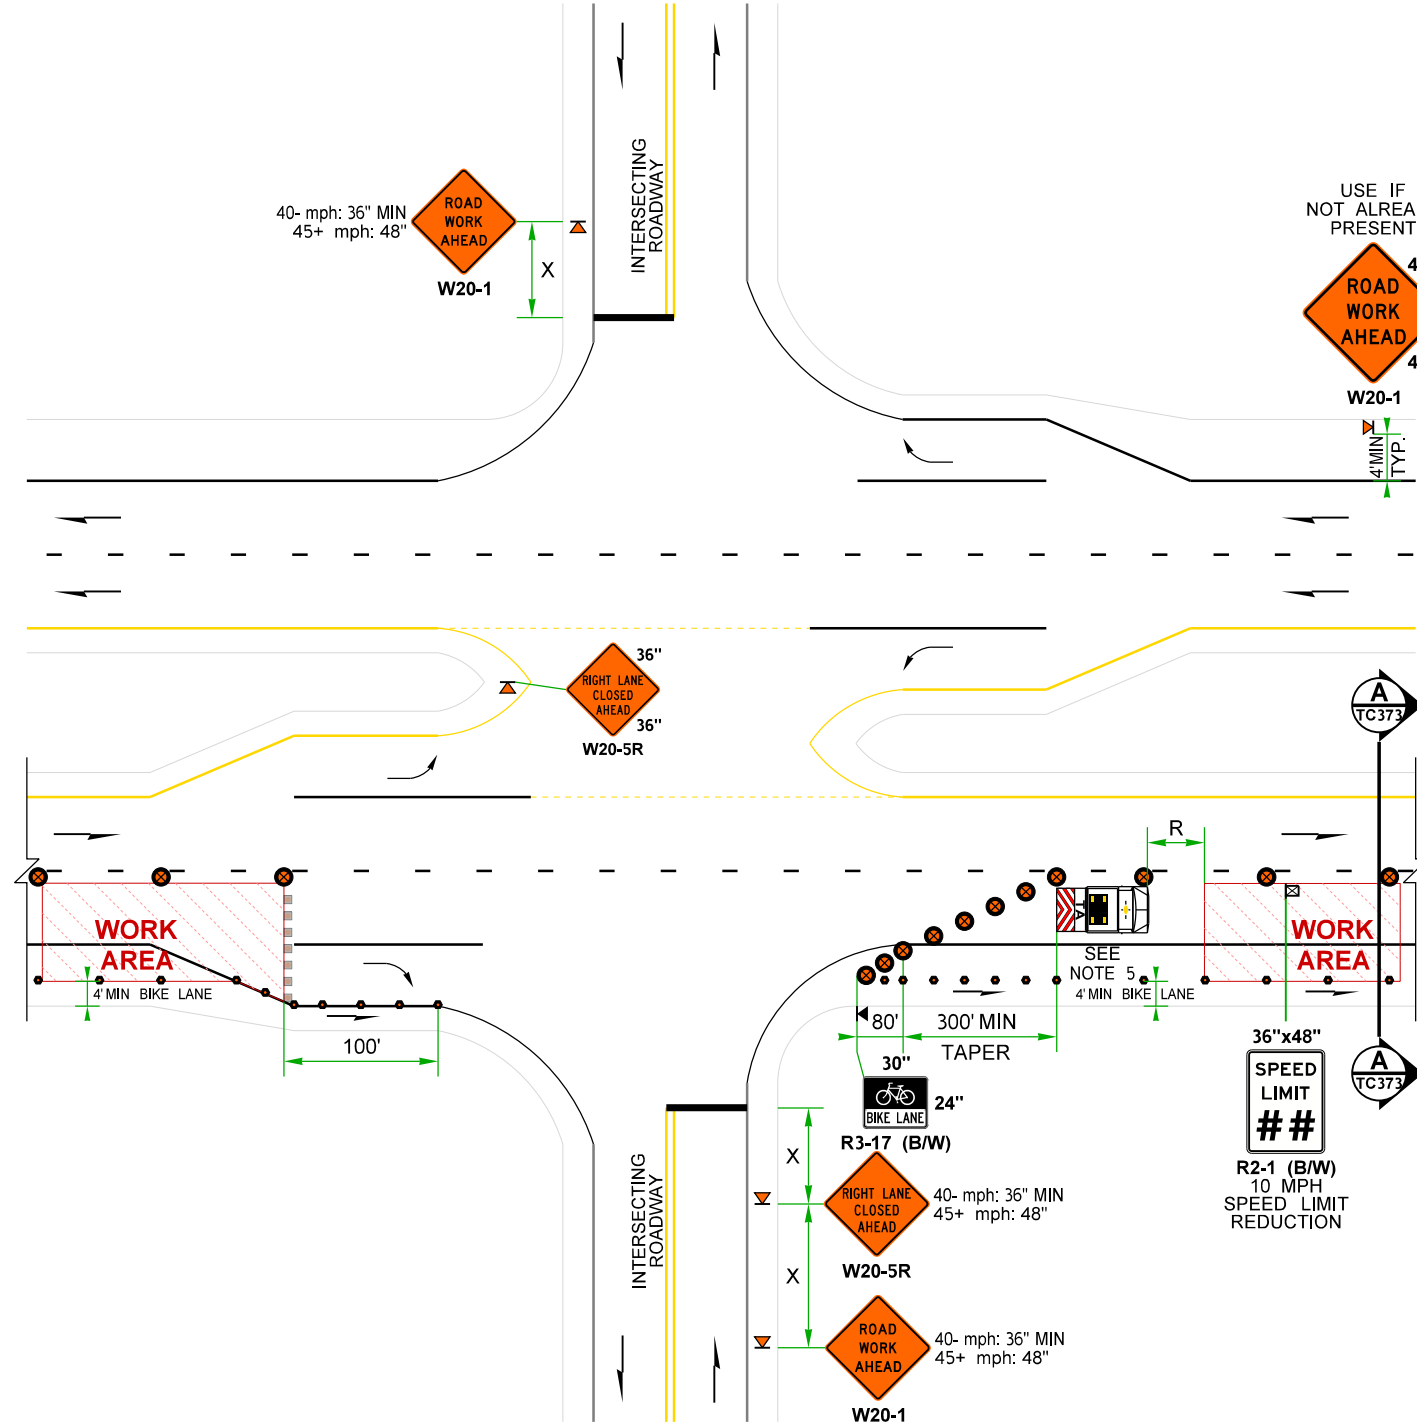 INTERSECTING
ROADWAY
40- mph: 36" MIN
45+ mph: 48"
ROAD
WORK
AHEAD
W20-1
X
USE IF
NOT ALREA
PRESENT
4
ROAD
WORK
AHEAD
4
W20-1
4'MIN
TYP.
36"
RIGHT LANE
CLOSED
AHEAD
36"
W20-5R
A
TC373
R
WORK
AREA
4'MIN BIKE LANE
100'
SEE
NOTE 5
4'MIN BIKE LANE
TA
WORK
AREA
80'
300' MIN
TAPER
30"
BIKE LANE
24"
R3-17 (B/W)
36"x48"
SPEED
LIMIT
##
R2-1 (B/W)
10 MPH
SPEED LIMIT
REDUCTION
A
TC373
INTERSECTING
ROADWAY
X
RIGHT LANE
CLOSED
AHEAD
40- mph: 36" MIN
45+ mph: 48"
W20-5R
X
ROAD
WORK
AHEAD
40- mph: 36" MIN
45+ mph: 48"
W20-1